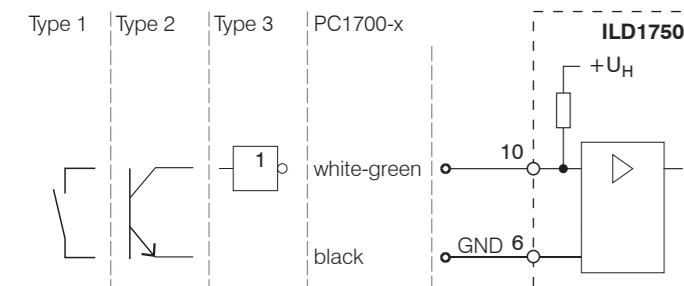 Type 1 Type 2 Type 3 PC1700-x ILD1750
+UH
1 10
white-green
GND 6
black